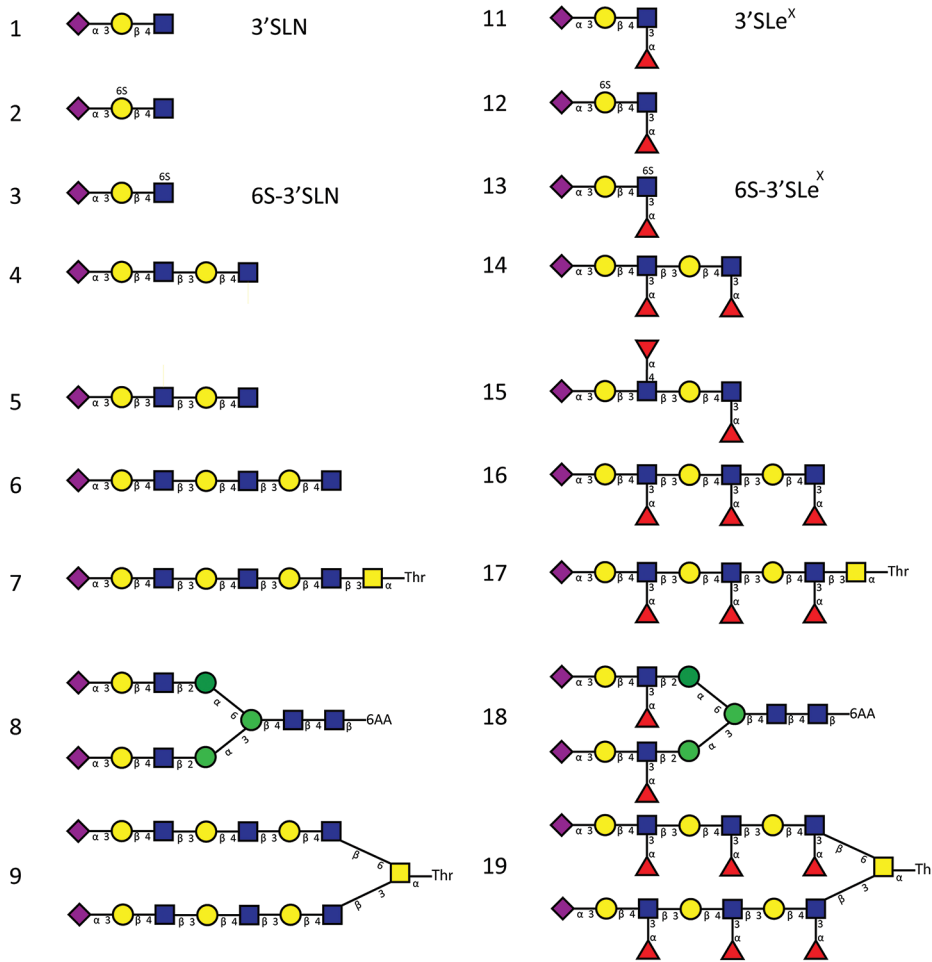 1 α 3 β 4 3'SLN
6S
2 α 3 β 4
6S
3 α 3 β 4 6S-3'SLN
4 α 3 β 4 β 3 β 4
5 α 3 β 3 β 3 β 4
6 α 3 β 4 β 3 β 4 β 3 β 4
7 α 3 β 4 β 3 β 4 β 3 β 4 β 3 α Thr
α 3 β 4 β 2 α 6
8 β 4 β 4 β 6AA
α 3 β 4 β 2 α 3
α 3 β 4 β 3 β 4 β 3 β 4 β 6
9 α Thr
α 3 β 4 β 3 β 4 β 3 β 4 β 3
11 α 3 β 4 3'SLeX
3 α
6S
12 α 3 β 4
3 α
6S
13 α 3 β 4 6S-3'SLeX
3 α
14 α 3 β 4 β 3 β 4
3 α 3 α
α 4
15 α 3 β 3 β 3 β 4
3 α
16 α 3 β 4 β 3 β 4 β 3 β 4
3 α 3 α 3 α
17 α 3 β 4 β 3 β 4 β 3 β 4 β 3 α Thr
3 α 3 α 3 α
α 3 β 4 β 2 α 6
3 α
18 β 4 β 4 β 6AA
α 3 β 4 β 2 α 3
3 α
α 3 β 4 β 3 β 4 β 3 β 4 β 6
3 α 3 α 3 α
19 α Th
α 3 β 4 β 3 β 4 β 3 β 4 β 3
3 α 3 α 3 α